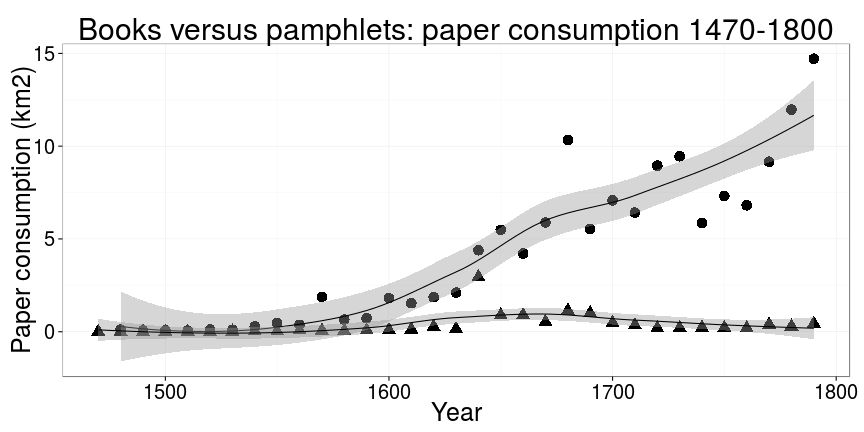 Books versus pamphlets: paper consumption 1470-1800
Paper consumption (km2)
15
10
5
0
1500 1600 1700 1800
Year